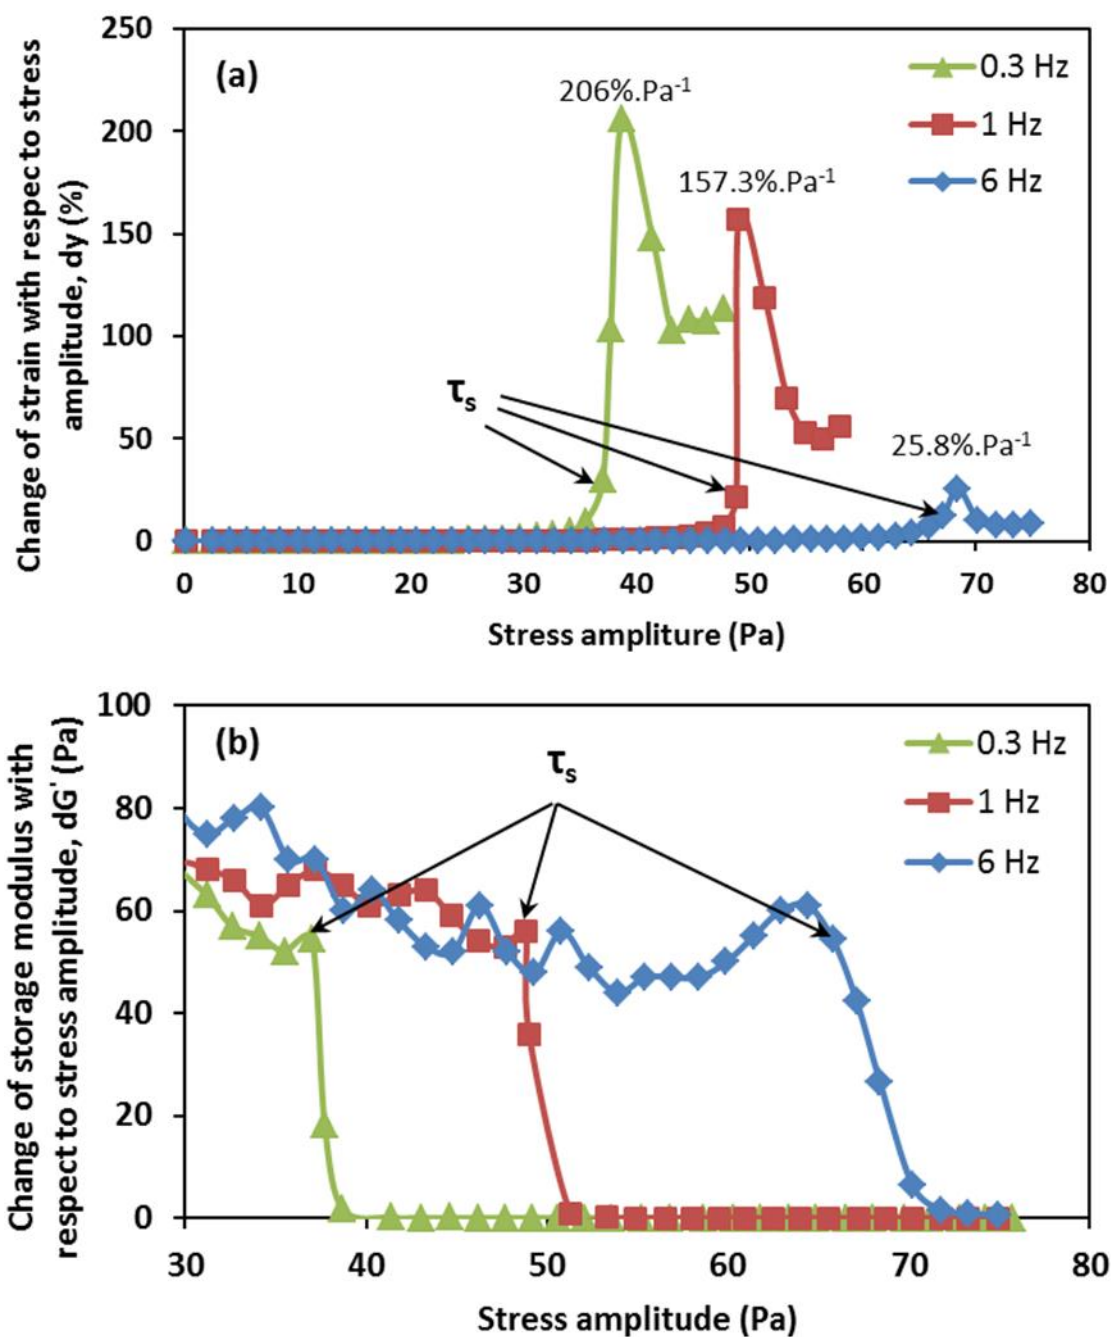 Change of strain with respect to stress
amplitude, dγ (%)
250
200
150
100
50
0
(a)
206%.Pa-1
157.3%.Pa-1
25.8%.Pa-1
0.3 Hz
1 Hz
6 Hz
τs
0 10 20 30 40 50 60 70 80
Stress ampliture (Pa)
Change of storage modulus with
respect to stress amplitude, dG' (Pa)
100
80
60
40
20
0
(b)
τs
0.3 Hz
1 Hz
6 Hz
30 40 50 60 70 80
Stress amplitude (Pa)